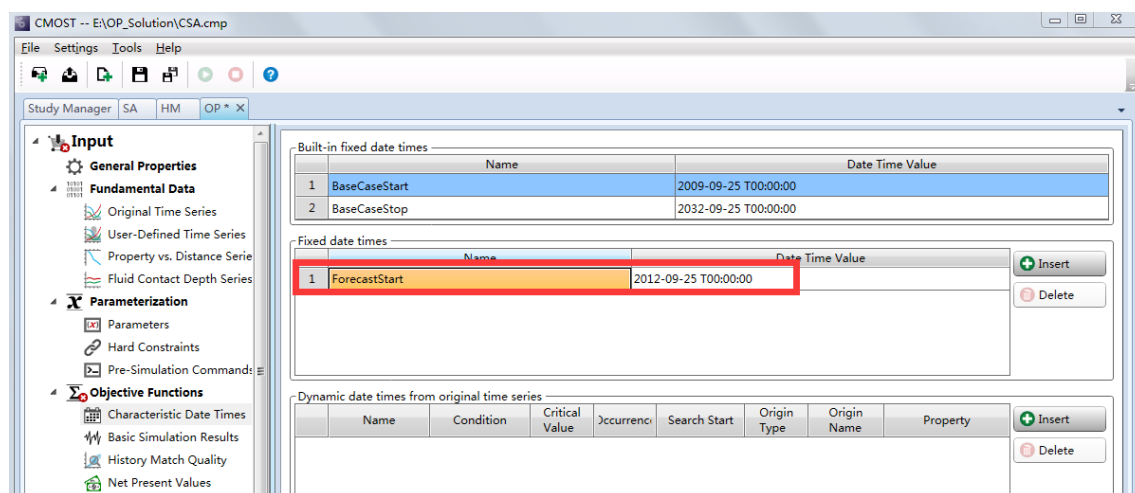 CMOST -- E:\OP_Solution\CSA.cmp
File Settings Tools Help
Study Manager SA HM OP * X
Input
General Properties
Fundamental Data
Original Time Series
User-Defined Time Series
Property vs. Distance Serie
Fluid Contact Depth Series
Parameterization
Parameters
Hard Constraints
Pre-Simulation Commands
Objective Functions
Characteristic Date Times
Basic Simulation Results
History Match Quality
Net Present Values
Built-in fixed date times
Name Date Time Value
1 BaseCaseStart 2009-09-25 T00:00:00
2 BaseCaseStop 2032-09-25 T00:00:00
Fixed date times
Name Date Time Value
1 ForecastStart 2012-09-25 T00:00:00
Insert
Delete
Dynamic date times from original time series
Name Condition Critical Value Occurrenc Search Start Origin Type Origin Name Property
Insert
Delete